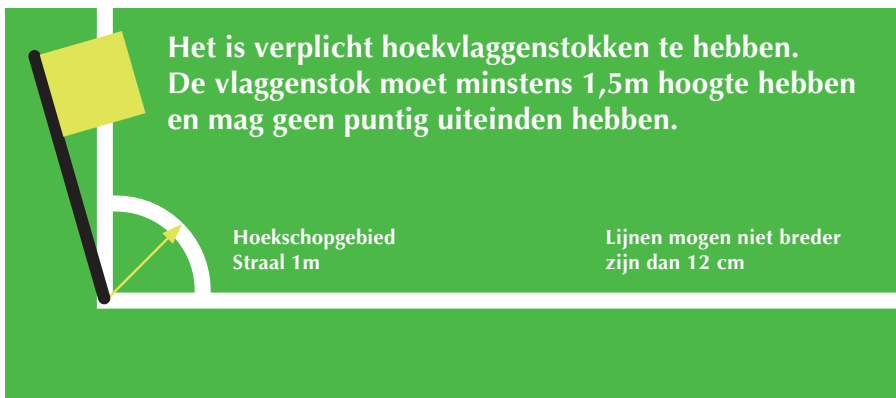 Het is verplicht hoekvlaggenstokken te hebben.
De vlaggenstok moet minstens 1,5m hoogte hebben
en mag geen puntig uiteinden hebben.
Hoekschopgebied
Straal 1m
Lijnen mogen niet breder
zijn dan 12 cm